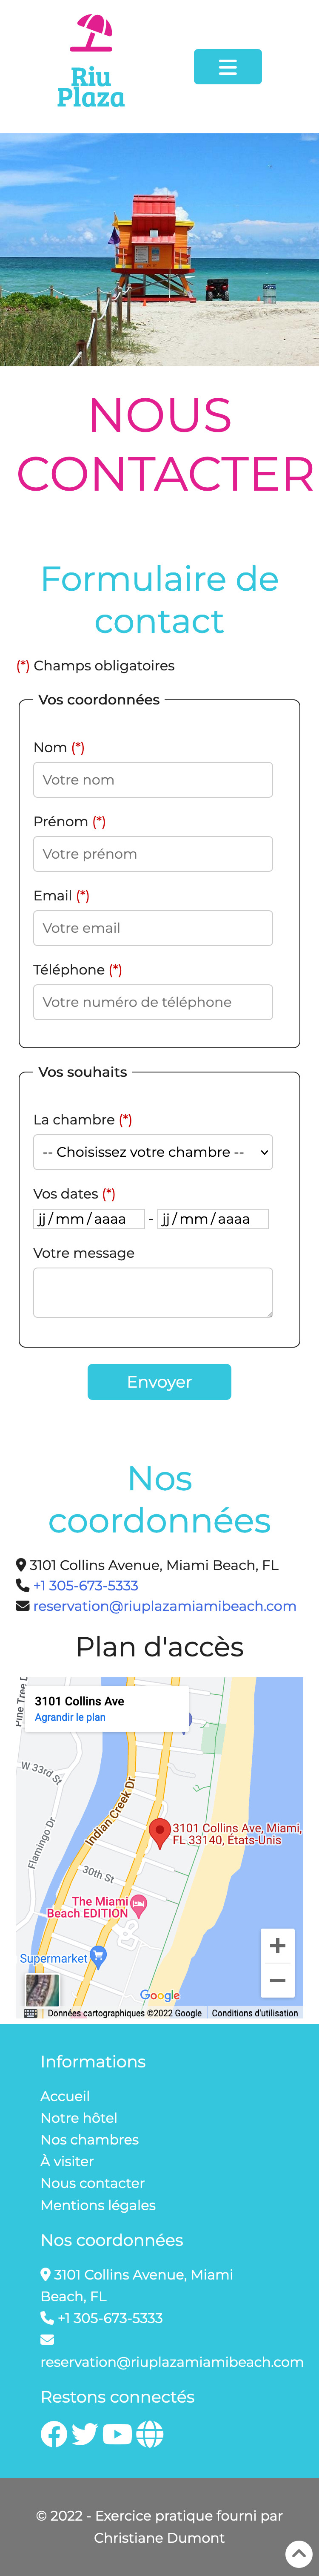 Riu
Plaza
NOUS
CONTACTER
Formulaire de
contact
(*) Champs obligatoires
Vos coordonnées
Nom (*)
Votre nom
Prénom (*)
Votre prénom
Email (*)
Votre email
Téléphone (*)
Votre numéro de téléphone
Vos souhaits
La chambre (*)
-- Choisissez votre chambre --
Vos dates (*)
jj/mm/aaaa - jj/mm/aaaa
Votre message
Envoyer
Nos
coordonnées
3101 Collins Avenue, Miami Beach, FL
+1 305-673-5333
reservation@riuplazamiamibeach.com
Plan d'accès
3101 Collins Ave
Agrandir le plan
Pine Tree D
W 33rd St
Flamingo Dr
Indian Creek Dr
3101 Collins Ave, Miami,
FL 33140, États-Unis
30th St
The Miami
Beach EDITION
Supermarket
Google
Données cartographiques ©2022 Google
Conditions d'utilisation
Informations
Accueil
Notre hôtel
Nos chambres
À visiter
Nous contacter
Mentions légales
Nos coordonnées
3101 Collins Avenue, Miami
Beach, FL
+1 305-673-5333
reservation@riuplazamiamibeach.com
Restons connectés
© 2022 - Exercice pratique fourni par
Christiane Dumont